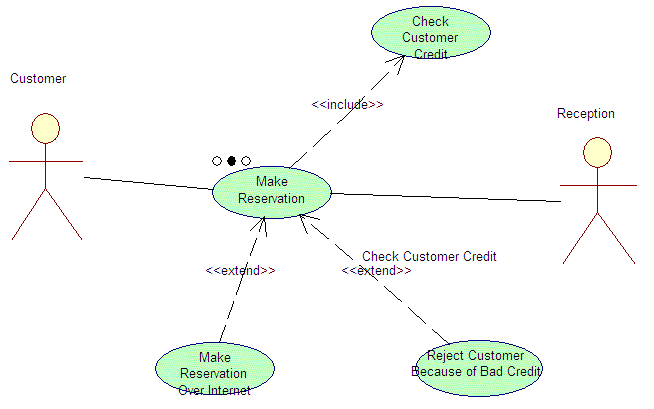 Check
Customer
Credit
Customer
<<include>>
Reception
Make
Reservation
Check Customer Credit
<<extend>>
<<extend>>
Make
Reservation
Over Internet
Reject Customer
Because of Bad Credit